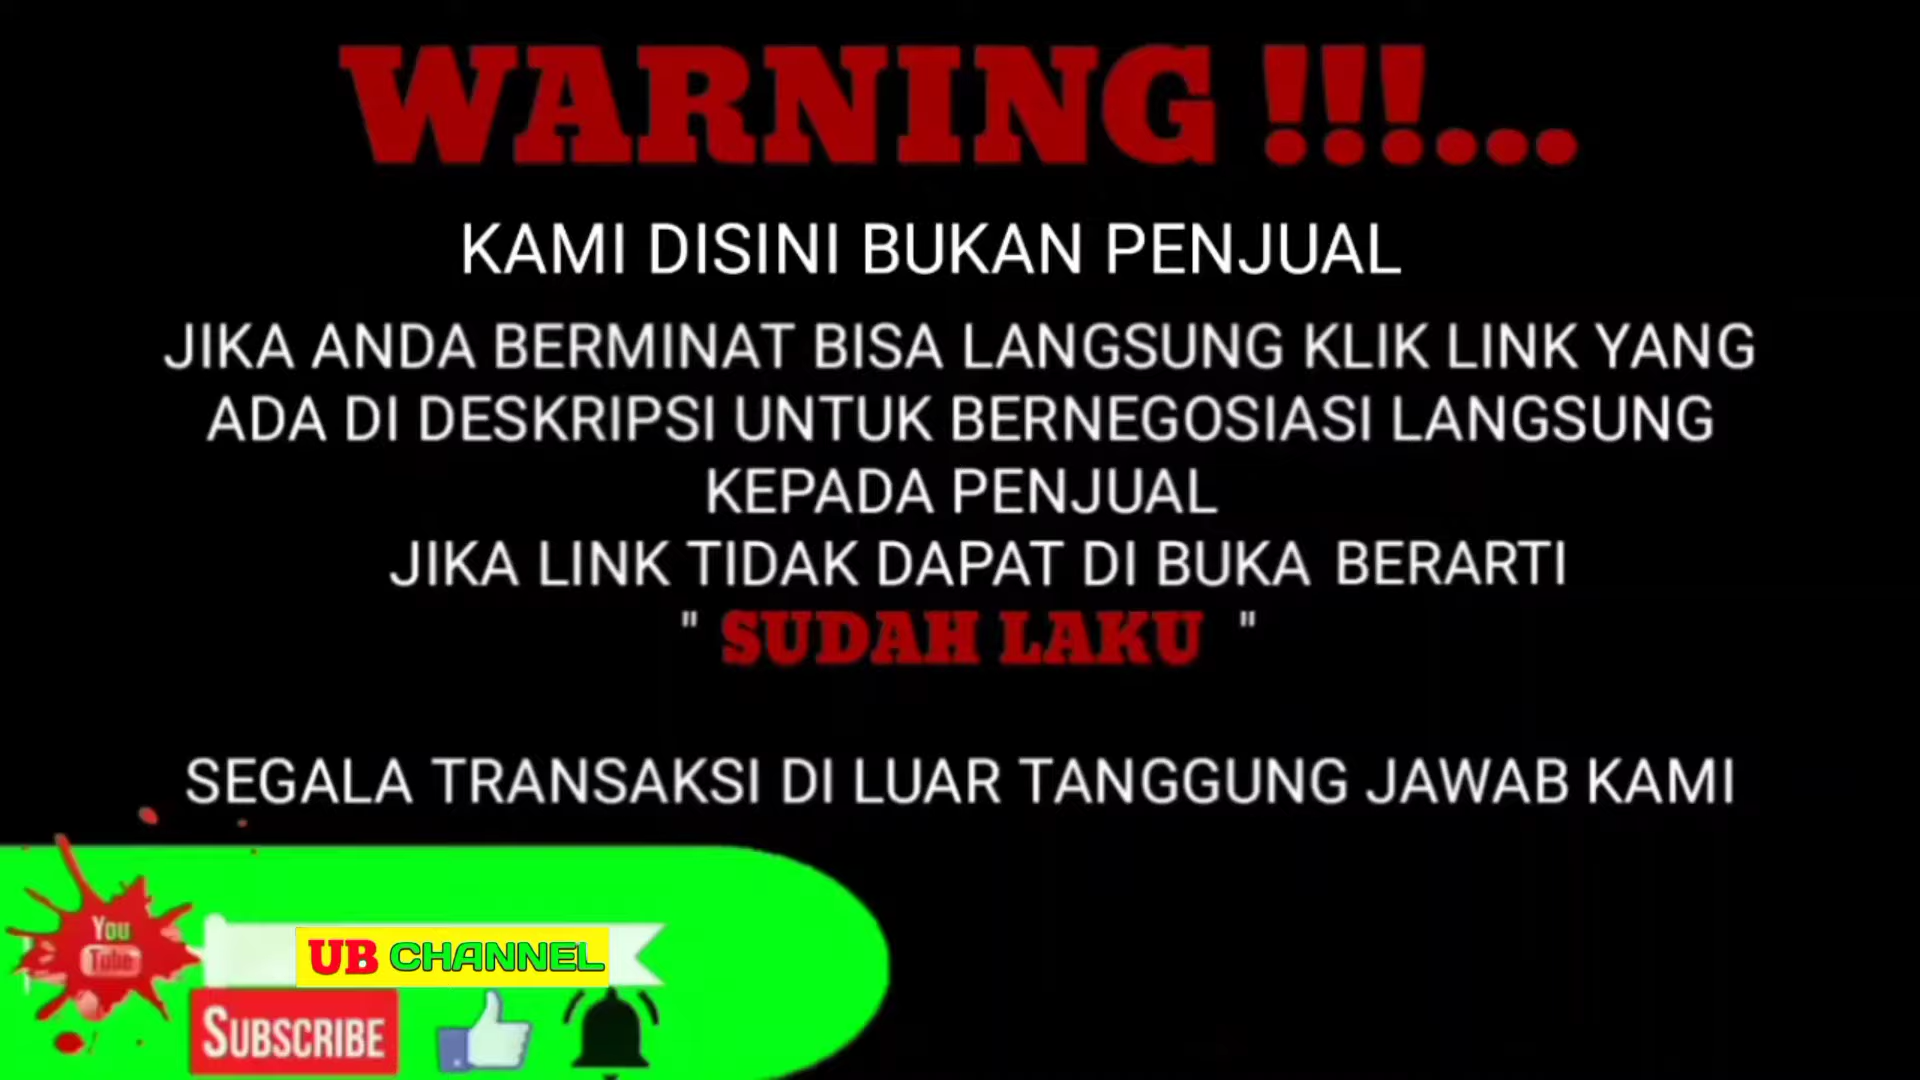 WARNING !!!...
KAMI DISINI BUKAN PENJUAL
JIKA ANDA BERMINAT BISA LANGSUNG KLIK LINK YANG
ADA DI DESKRIPSI UNTUK BERNEGOSIASI LANGSUNG
KEPADA PENJUAL
JIKA LINK TIDAK DAPAT DI BUKA BERARTI
" SUDAH LAKU "
SEGALA TRANSAKSI DI LUAR TANGGUNG JAWAB KAMI
You
Tube
UB CHANNEL
SUBSCRIBE